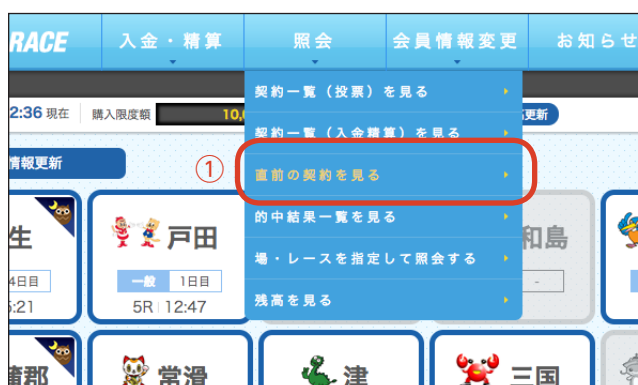 RACE 入金・精算 照会 会員情報変更 お知らせ
契約一覧（投票）を見る
2:36 現在 購入限度額 10,0 更新
契約一覧（入金精算）を見る
情報更新
① 直前の契約を見る
的中結果一覧を見る
生 戸田 和島
場・レースを指定して照会する
4日目 一般 1日目 -
残高を見る
5:21 5R 12:47
蒲郡 常滑 津 三国